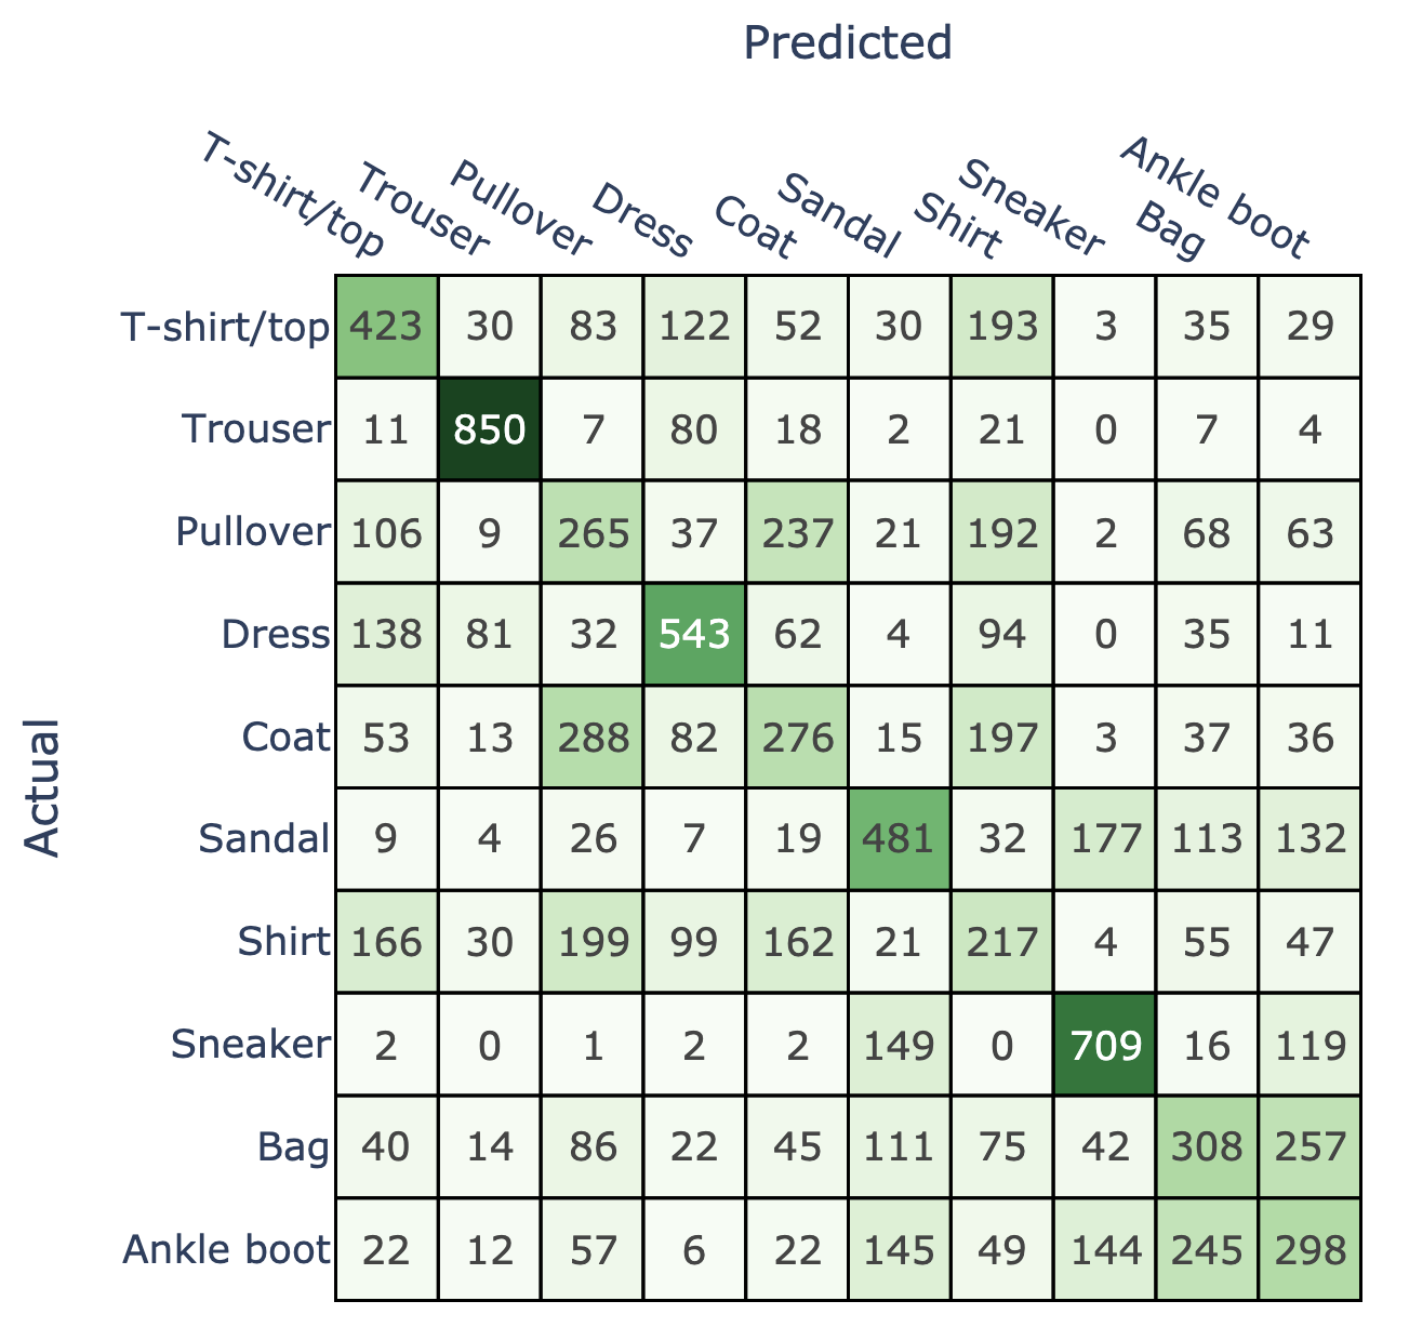 Predicted
T-shirt/top Trouser Pullover Dress Coat Sandal Shirt Sneaker Bag Ankle boot
Actual
T-shirt/top 423 30 83 122 52 30 193 3 35 29
Trouser 11 850 7 80 18 2 21 0 7 4
Pullover 106 9 265 37 237 21 192 2 68 63
Dress 138 81 32 543 62 4 94 0 35 11
Coat 53 13 288 82 276 15 197 3 37 36
Sandal 9 4 26 7 19 481 32 177 113 132
Shirt 166 30 199 99 162 21 217 4 55 47
Sneaker 2 0 1 2 2 149 0 709 16 119
Bag 40 14 86 22 45 111 75 42 308 257
Ankle boot 22 12 57 6 22 145 49 144 245 298